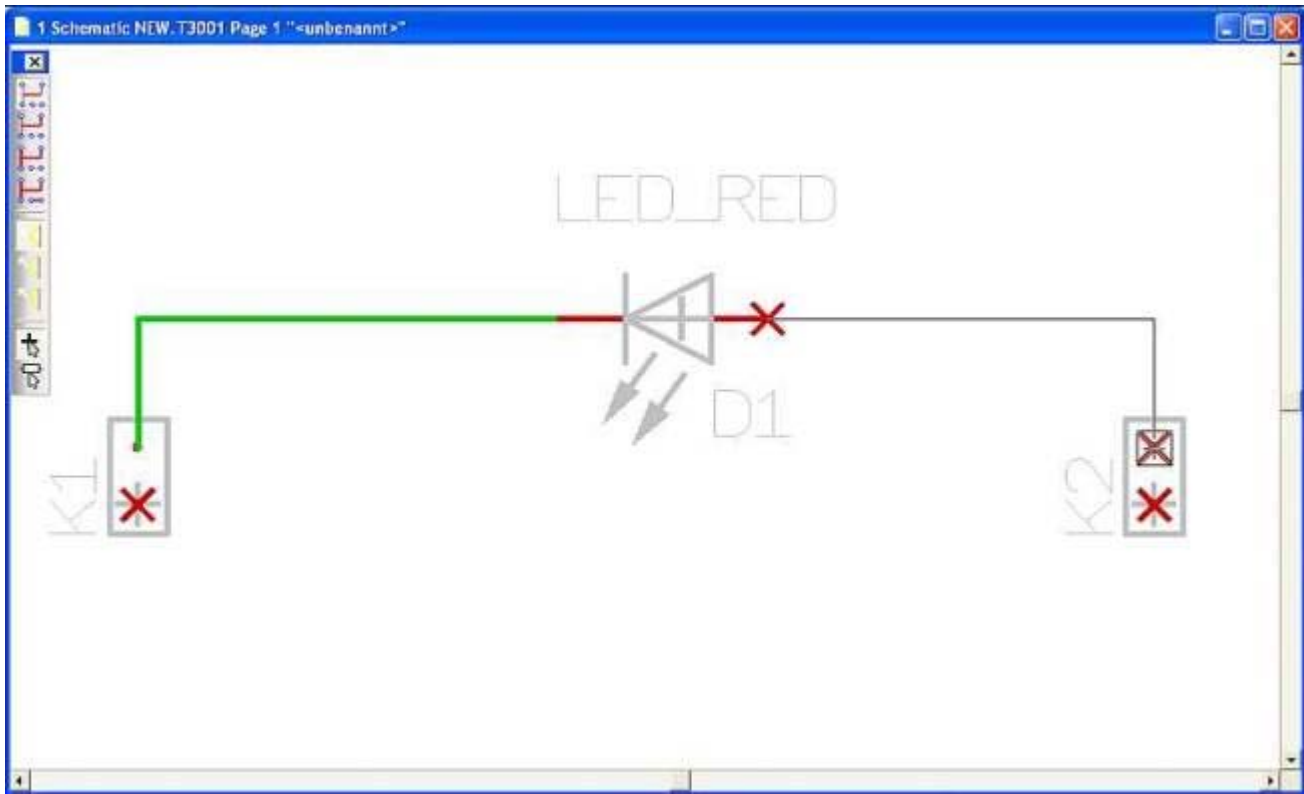 1 Schematic NEW.T3001 Page 1 "<unbenannt>"
LED_RED
D1
K1
K2